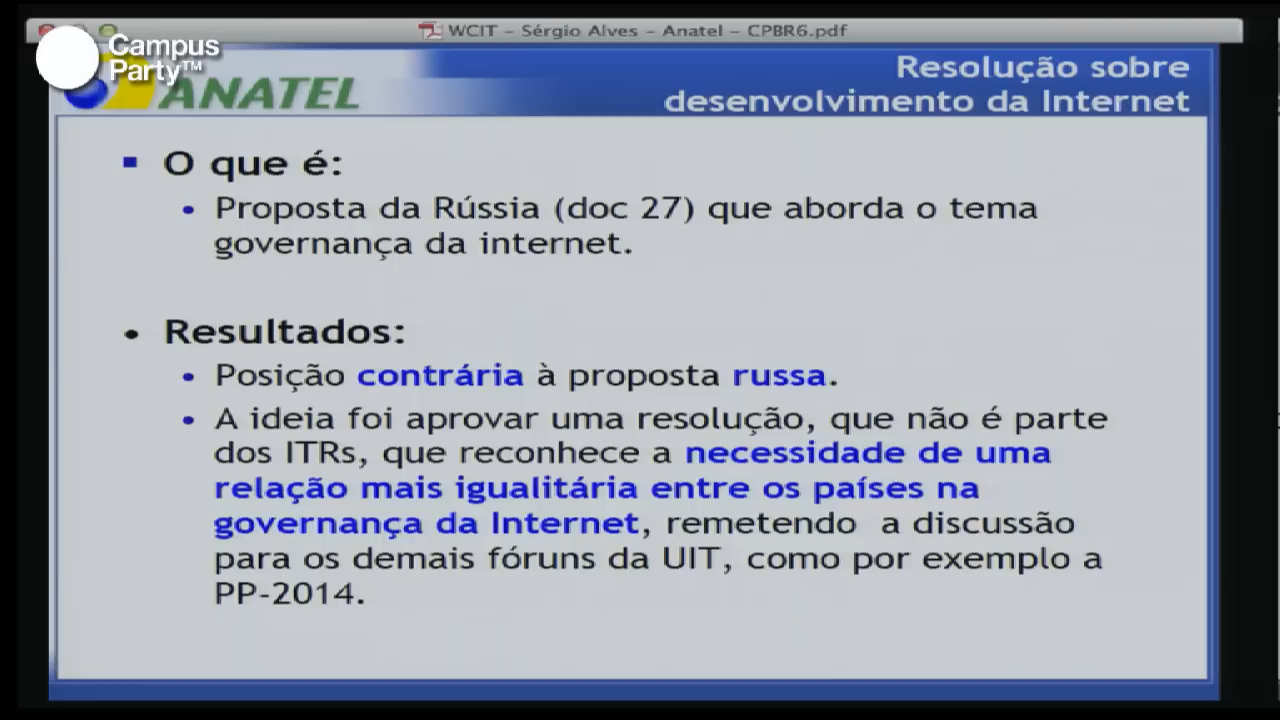 WCIT – Sérgio Alves – Anatel – CPBR6.pdf
Campus
Party™
ANATEL
Resolução sobre
desenvolvimento da Internet
O que é:
Proposta da Rússia (doc 27) que aborda o tema
governança da internet.
Resultados:
Posição contrária à proposta russa.
A ideia foi aprovar uma resolução, que não é parte
dos ITRs, que reconhece a necessidade de uma
relação mais igualitária entre os países na
governança da Internet, remetendo a discussão
para os demais fóruns da UIT, como por exemplo a
PP-2014.